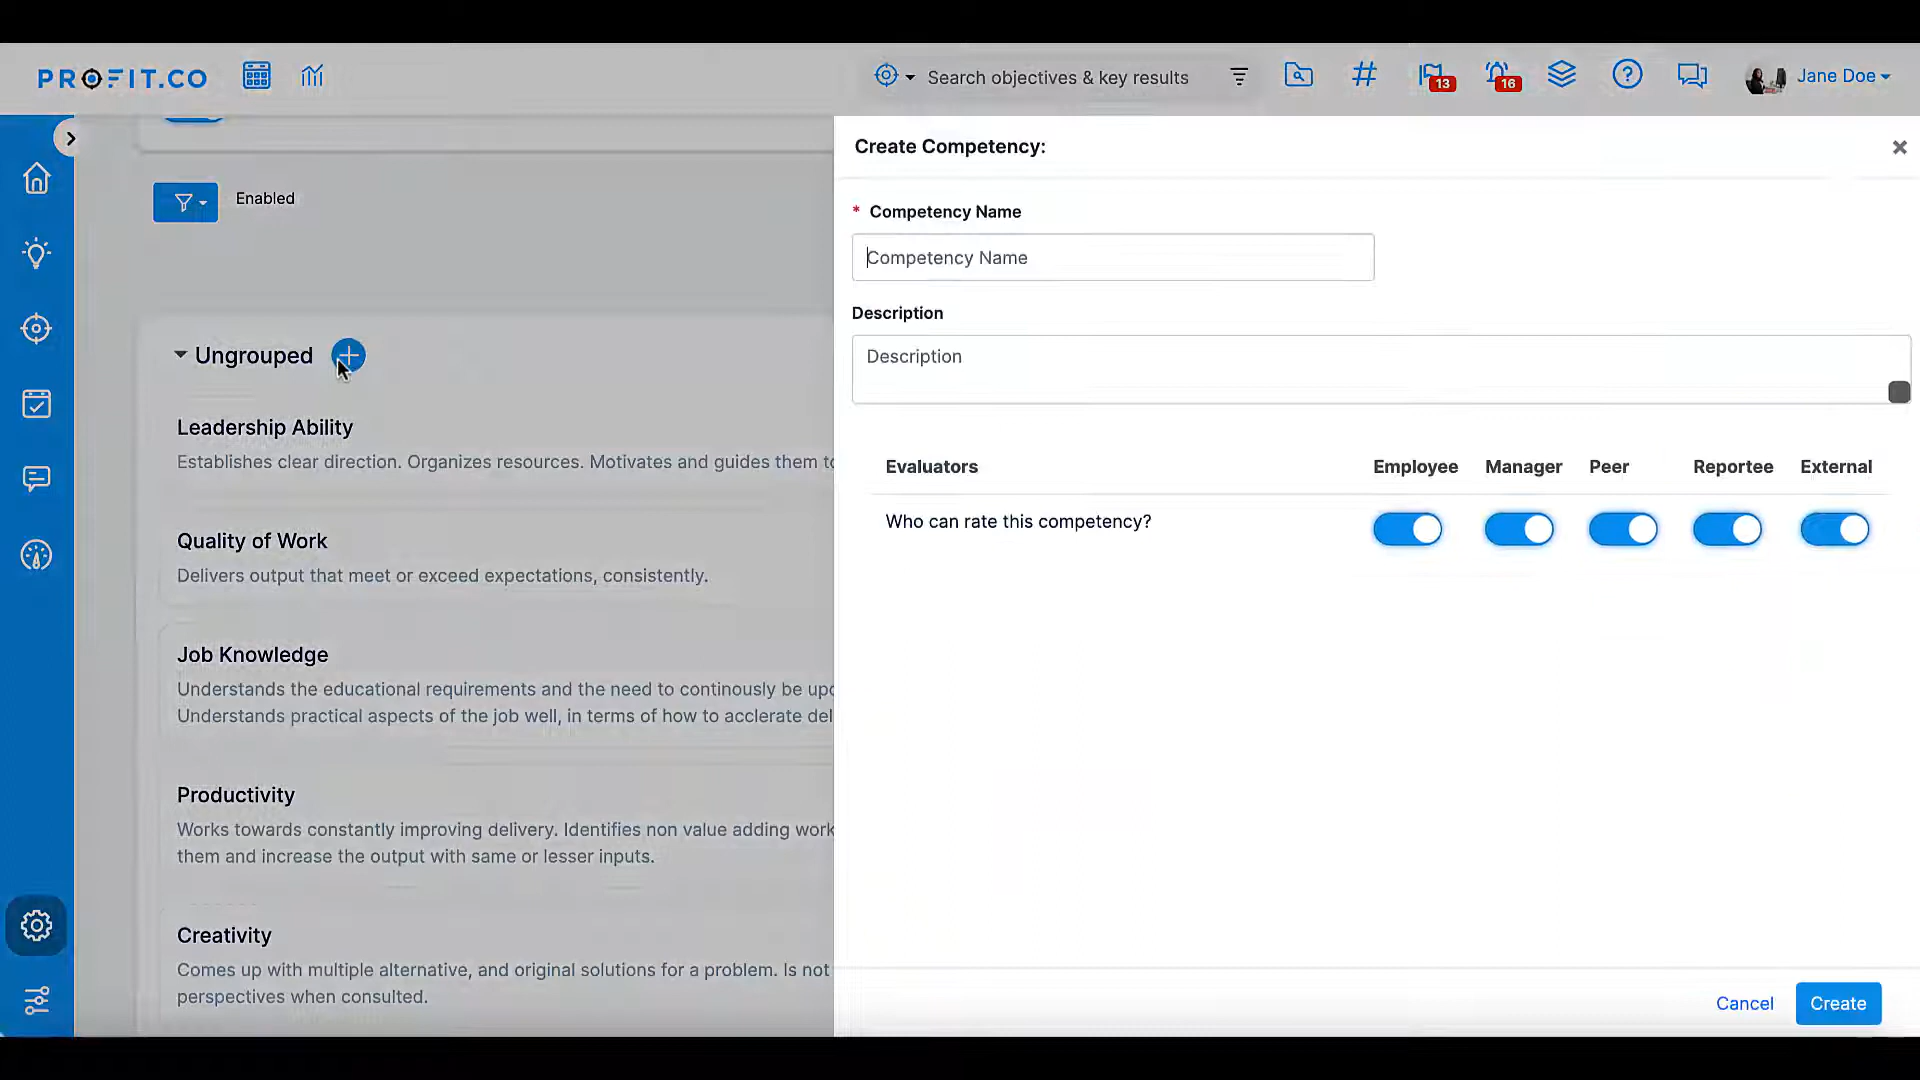 PROFIT.CO
Search objectives & key results
13
16
Jane Doe
Enabled
Ungrouped
Leadership Ability
Establishes clear direction. Organizes resources. Motivates and guides them to
Quality of Work
Delivers output that meet or exceed expectations, consistently.
Job Knowledge
Understands the educational requirements and the need to continously be upd
Understands practical aspects of the job well, in terms of how to acclerate del
Productivity
Works towards constantly improving delivery. Identifies non value adding work
them and increase the output with same or lesser inputs.
Creativity
Comes up with multiple alternative, and original solutions for a problem. Is not
perspectives when consulted.
Create Competency:
* Competency Name
Competency Name
Description
Description
Evaluators Employee Manager Peer Reportee External
Who can rate this competency?
Cancel Create